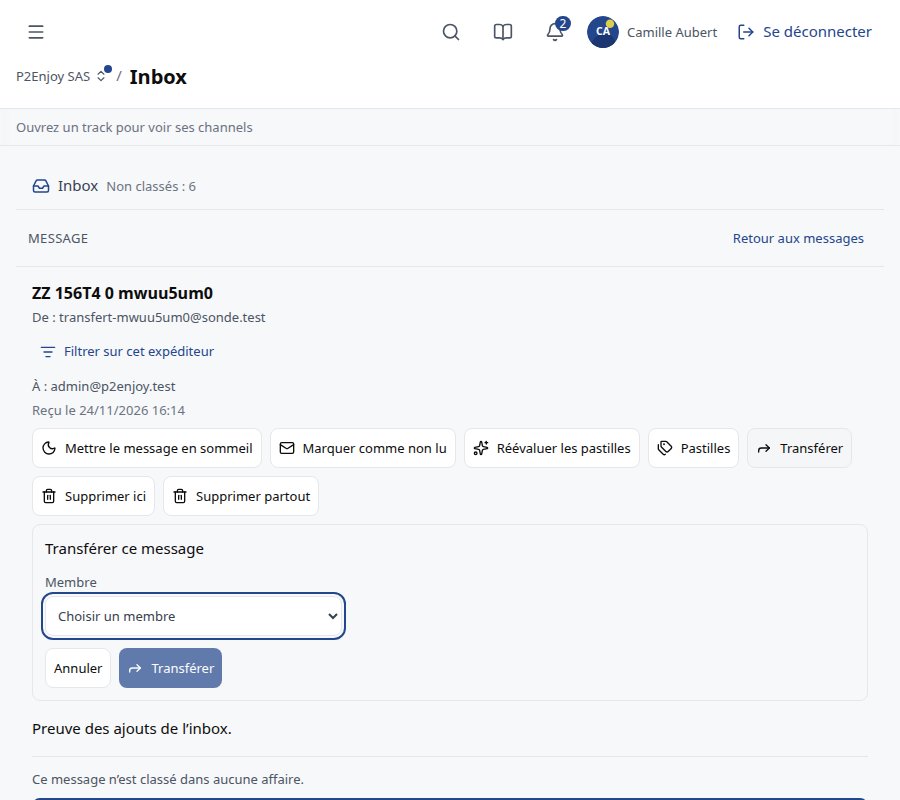 2
CA
Camille Aubert
Se déconnecter
P2Enjoy SAS / Inbox
Ouvrez un track pour voir ses channels
Inbox Non classés : 6
MESSAGE
Retour aux messages
ZZ 156T4 0 mwuu5um0
De : transfert-mwuu5um0@sonde.test
Filtrer sur cet expéditeur
À : admin@p2enjoy.test
Reçu le 24/11/2026 16:14
Mettre le message en sommeil
Marquer comme non lu
Réévaluer les pastilles
Pastilles
Transférer
Supprimer ici
Supprimer partout
Transférer ce message
Membre
Choisir un membre
Annuler
Transférer
Preuve des ajouts de l’inbox.
Ce message n’est classé dans aucune affaire.